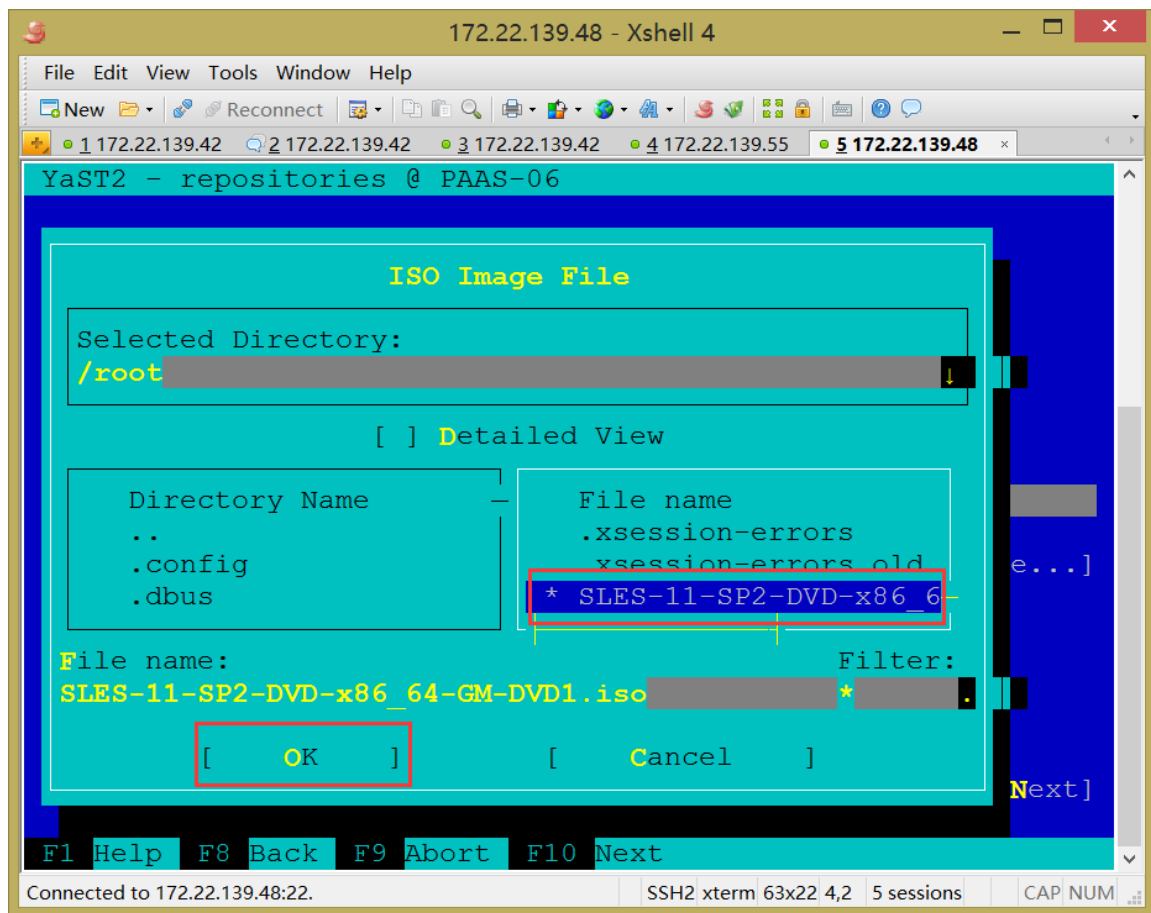 172.22.139.48 - Xshell 4
File Edit View Tools Window Help
New Reconnect
1 172.22.139.42 2 172.22.139.42 3 172.22.139.42 4 172.22.139.55 5 172.22.139.48
YaST2 - repositories @ PAAS-06
ISO Image File
Selected Directory:
/root
[ ] Detailed View
Directory Name
..
.config
.dbus
File name
.xsession-errors
.xsession-errors.old
* SLES-11-SP2-DVD-x86_6
e...]
File name: Filter:
SLES-11-SP2-DVD-x86_64-GM-DVD1.iso *
[ OK ] [ Cancel ]
Next]
F1 Help F8 Back F9 Abort F10 Next
Connected to 172.22.139.48:22. SSH2 xterm 63x22 4,2 5 sessions CAP NUM